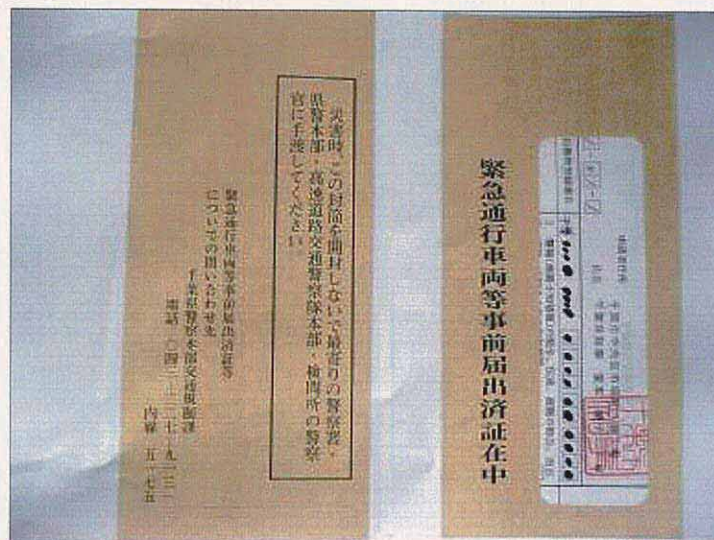 緊急通行車両等事前届出済証在中
災害時、この封筒を開封しないで最寄りの警察署・
県警本部・高速道路交通警察隊本部・検問所の警察
官に手渡してください。
緊急通行車両等事前届出済証等
についての問い合わせ先
千葉県警察本部交通規制課
電話 〇四三―二二七―九一三一
内線 五一七五